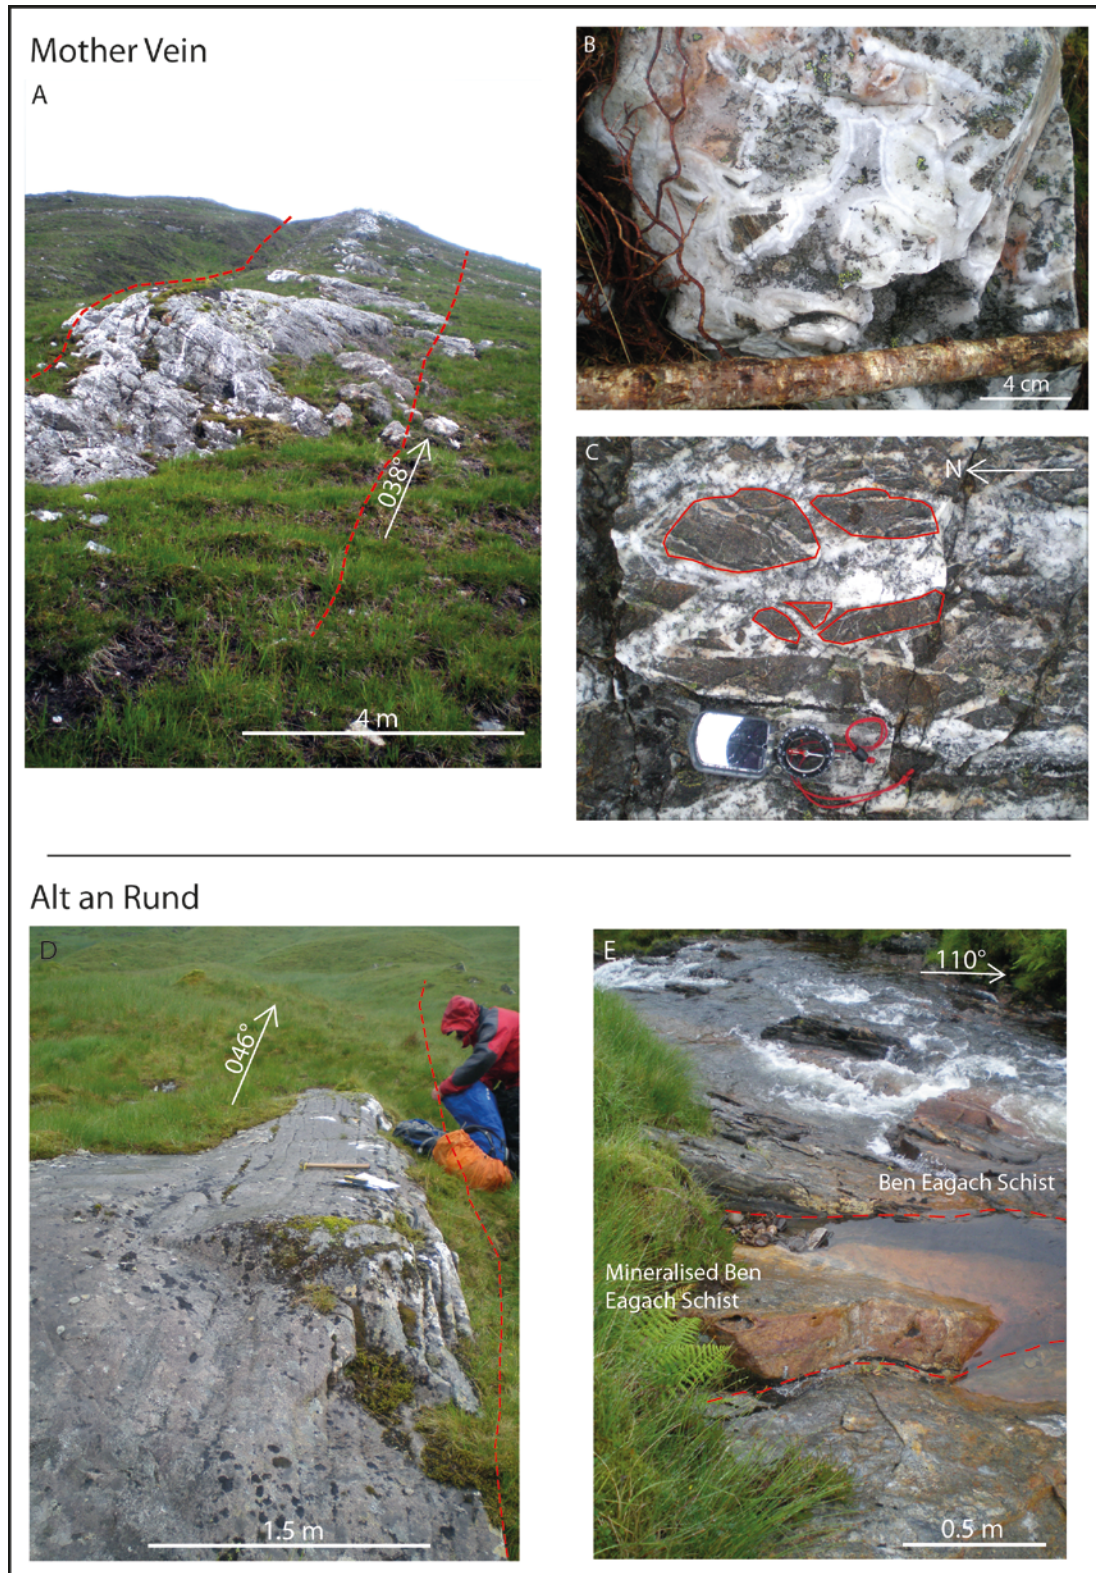 Mother Vein
A
038°
4 m
B
4 cm
C
N
Alt an Rund
D
046°
1.5 m
E
110°
Ben Eagach Schist
Mineralised Ben
Eagach Schist
0.5 m